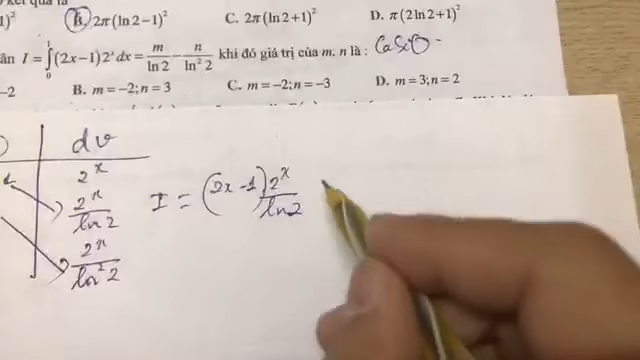 B. 2π(ln2−1)² C. 2π(ln2+1)² D. π(2ln2+1)²
I = ∫₀¹(2x−1)2ˣdx = m/ln2 − n/ln²2 khi đó giá trị của m; n là : CaSiO
−2 B. m=−2;n=3 C. m=−2;n=−3 D. m=3;n=2
dv
2ˣ
2ˣ/ln2 I = (2x−1)2ˣ/ln2
2ˣ/ln²2